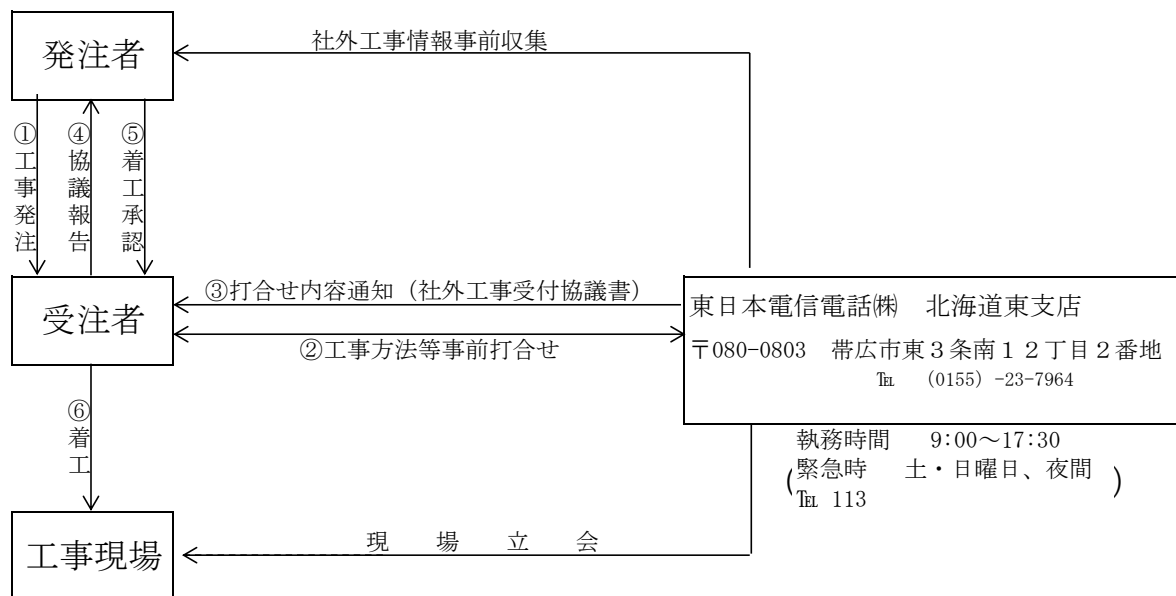 社外工事情報事前収集
発注者
①工事発注
④協議報告
⑤着工承認
③打合せ内容通知（社外工事受付協議書）
受注者
②工事方法等事前打合せ
東日本電信電話㈱　北海道東支店
〒080-0803　帯広市東３条南１２丁目２番地
℡　（0155）-23-7964
執務時間　9:00～17:30
(緊急時　土・日曜日、夜間
℡ 113)
⑥着工
工事現場
現　場　立　会